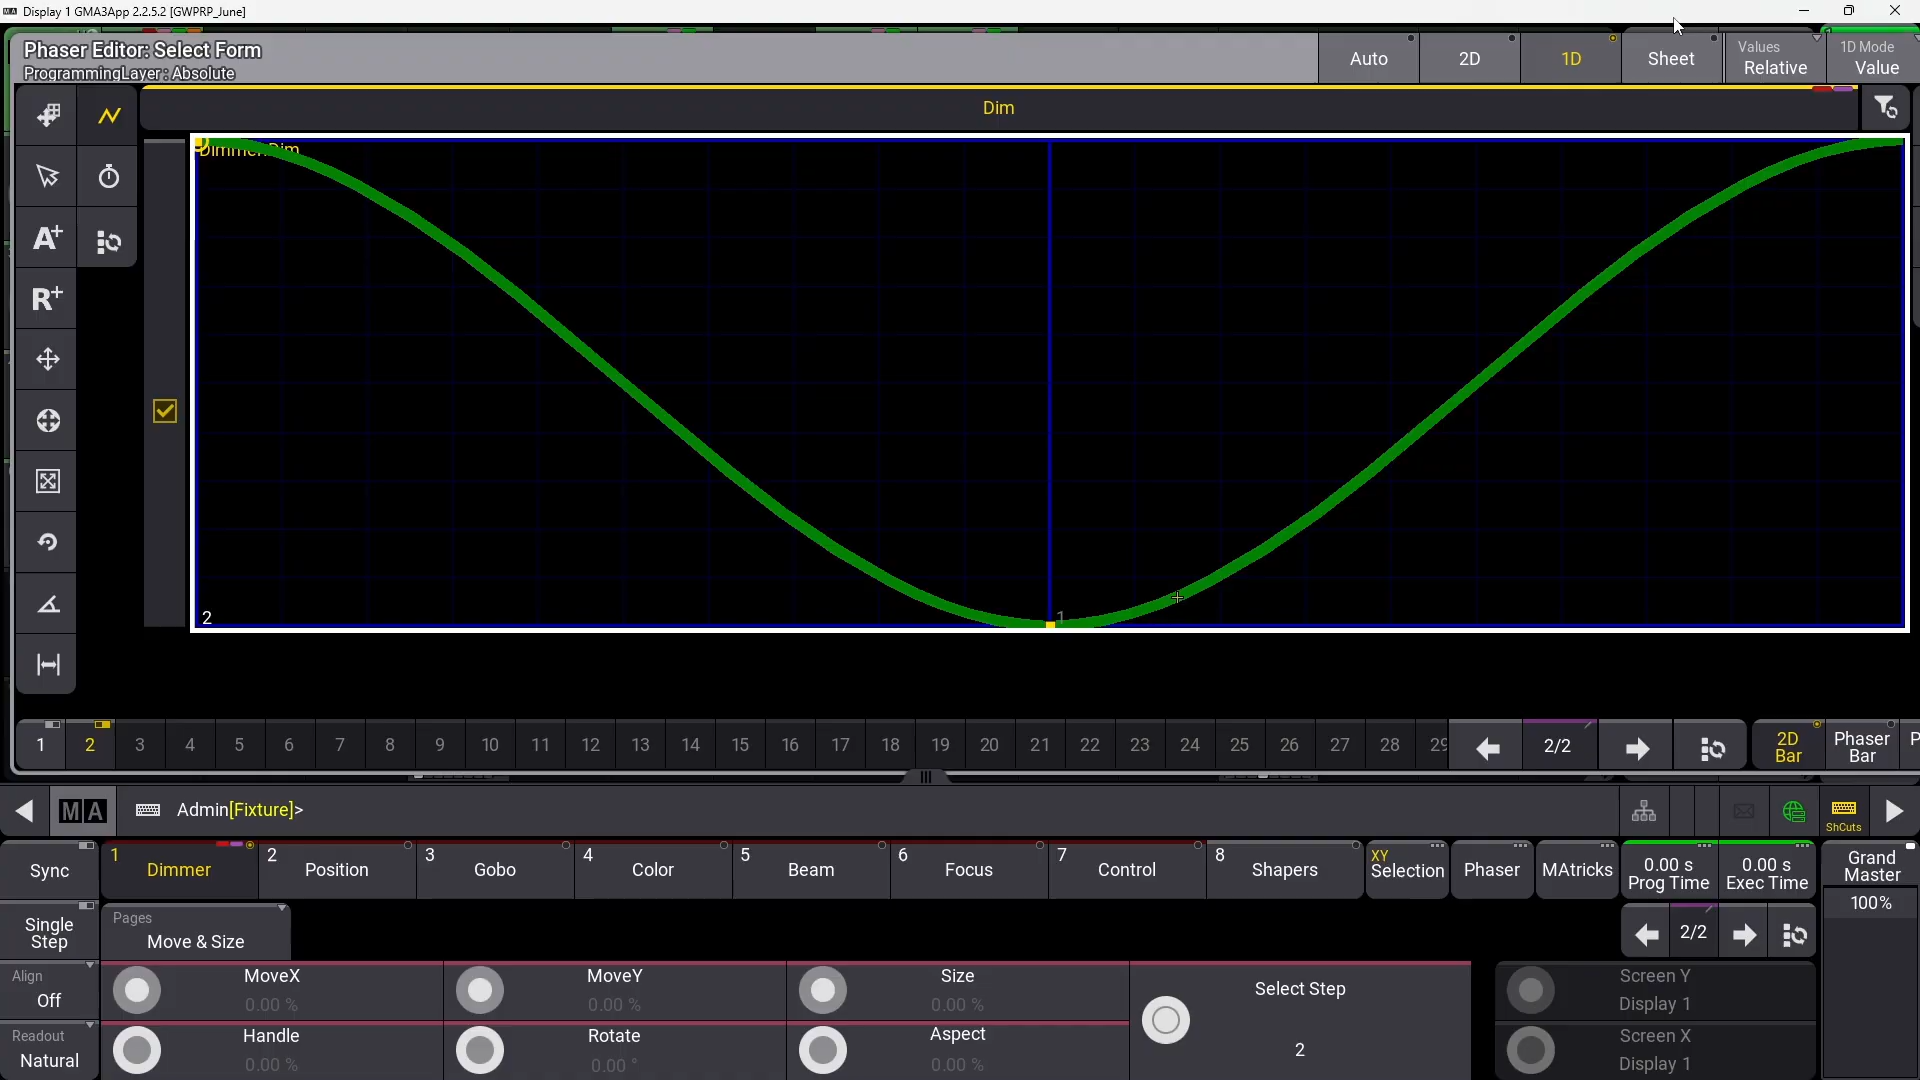 Display 1 GMA3App 2.2.5.2 [GWPRP_June]
Phaser Editor: Select Form
ProgrammingLayer : Absolute
Auto
2D
1D
Sheet
Values
Relative
1D Mode
Value
Dim
Dimmer.Dim
A+
R+
2
1
1 2 3 4 5 6 7 8 9 10 11 12 13 14 15 16 17 18 19 20 21 22 23 24 25 26 27 28 29
2/2
2D
Bar
Phaser
Bar
P
MA
Admin[Fixture]>
ShCuts
Sync
1 Dimmer
2 Position
3 Gobo
4 Color
5 Beam
6 Focus
7 Control
8 Shapers
XY
Selection
Phaser
MAtricks
0.00 s
Prog Time
0.00 s
Exec Time
Grand
Master
100%
Single
Step
Pages
Move & Size
2/2
Align
Off
MoveX
0.00 %
MoveY
0.00 %
Size
0.00 %
Select Step
2
Screen Y
Display 1
Readout
Natural
Handle
0.00 %
Rotate
0.00 °
Aspect
0.00 %
Screen X
Display 1